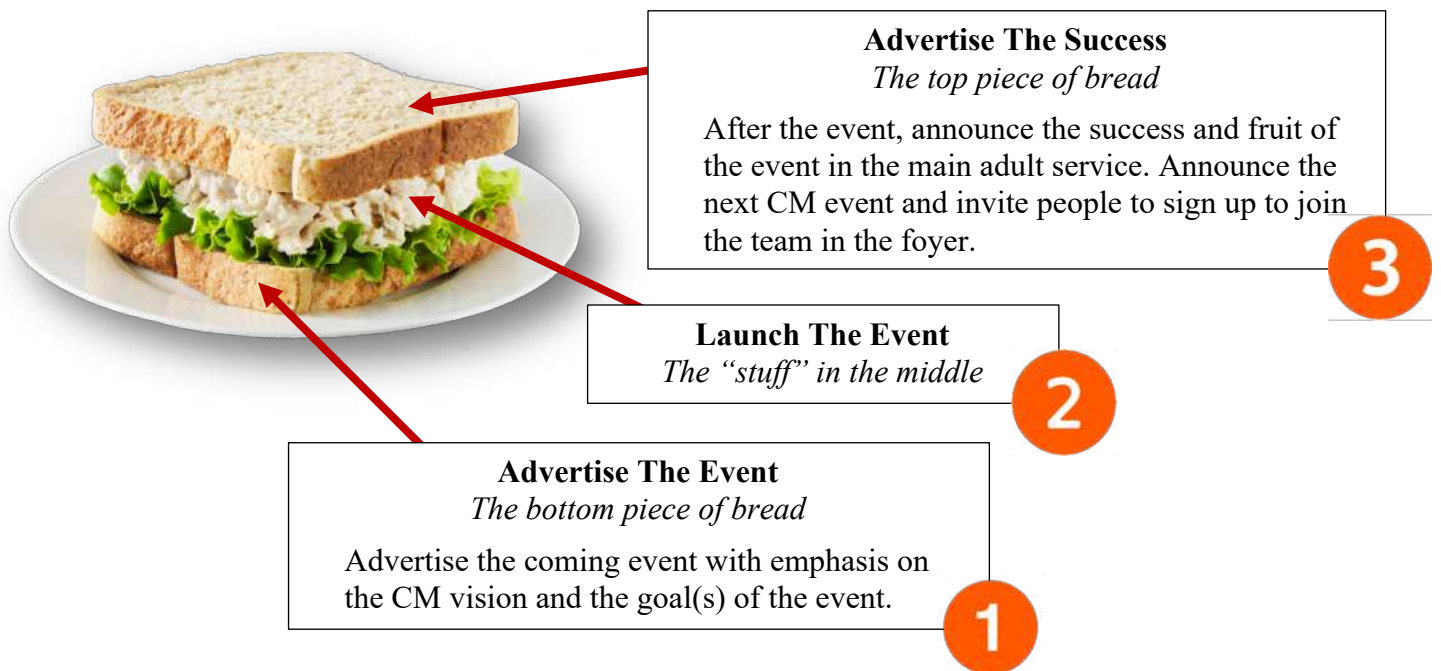 Advertise The Success
The top piece of bread
After the event, announce the success and fruit of
the event in the main adult service. Announce the
next CM event and invite people to sign up to join
the team in the foyer.
3
Launch The Event
The “stuff” in the middle
2
Advertise The Event
The bottom piece of bread
Advertise the coming event with emphasis on
the CM vision and the goal(s) of the event.
1